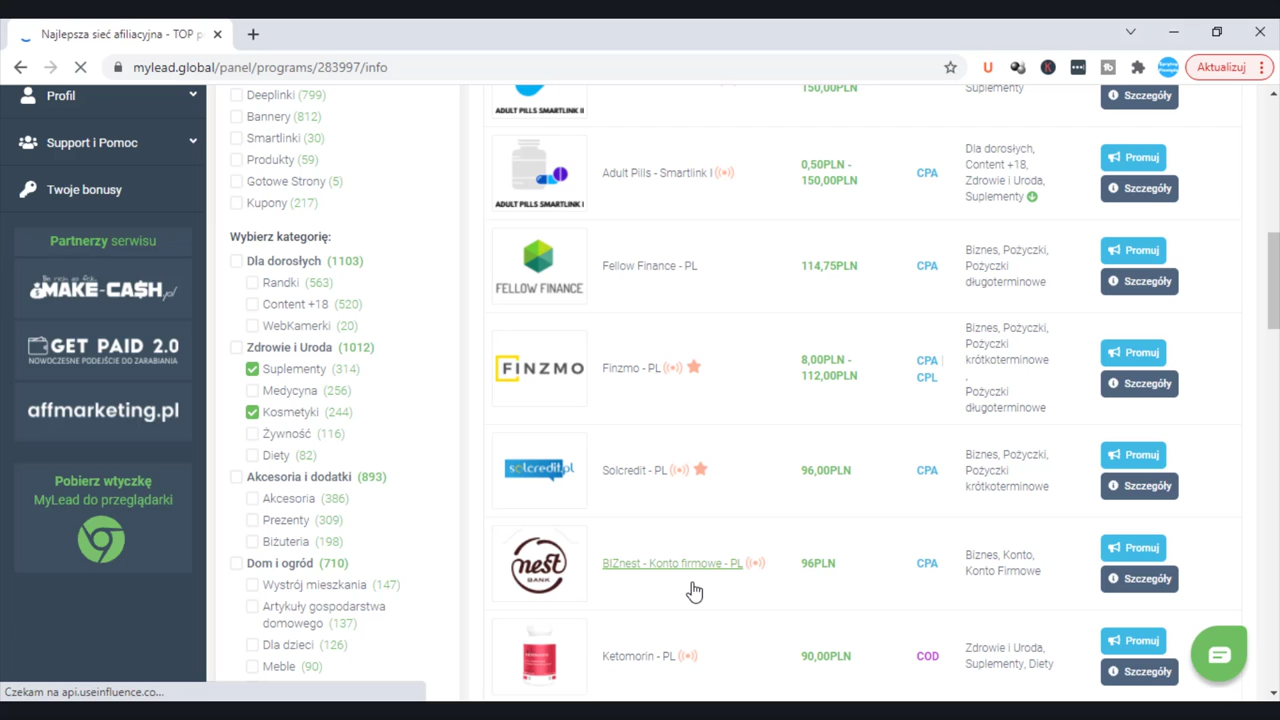 Najlepsza sieć afiliacyjna - TOP p
mylead.global/panel/programs/283997/info
Aktualizuj
Profil
Support i Pomoc
Twoje bonusy
Partnerzy serwisu
iMAKE-CA$H.pl
GET PAID 2.0
NOWOCZESNE PODEJŚCIE DO ZARABIANIA
affmarketing.pl
Pobierz wtyczkę
MyLead do przeglądarki
Deeplinki (799)
Bannery (812)
Smartlinki (30)
Produkty (59)
Gotowe Strony (5)
Kupony (217)
Wybierz kategorię:
Dla dorosłych (1103)
Randki (563)
Content +18 (520)
WebKamerki (20)
Zdrowie i Uroda (1012)
Suplementy (314)
Medycyna (256)
Kosmetyki (244)
Żywność (116)
Diety (82)
Akcesoria i dodatki (893)
Akcesoria (386)
Prezenty (309)
Biżuteria (198)
Dom i ogród (710)
Wystrój mieszkania (147)
Artykuły gospodarstwa
domowego (137)
Dla dzieci (126)
Meble (90)
ADULT PILLS SMARTLINK II
150,00PLN
Suplementy
Szczegóły
ADULT PILLS SMARTLINK I
Adult Pills - Smartlink I
0,50PLN -
150,00PLN
CPA
Dla dorosłych,
Content +18,
Zdrowie i Uroda,
Suplementy
Promuj
Szczegóły
FELLOW FINANCE
Fellow Finance - PL
114,75PLN
CPA
Biznes, Pożyczki,
Pożyczki
długoterminowe
Promuj
Szczegóły
FINZMO
Finzmo - PL
8,00PLN -
112,00PLN
CPA |
CPL
Biznes, Pożyczki,
Pożyczki
krótkoterminowe
,
Pożyczki
długoterminowe
Promuj
Szczegóły
solcredit.pl
Solcredit - PL
96,00PLN
CPA
Biznes, Pożyczki,
Pożyczki
krótkoterminowe
Promuj
Szczegóły
nest
BANK
BIZnest - Konto firmowe - PL
96PLN
CPA
Biznes, Konto,
Konto Firmowe
Promuj
Szczegóły
Ketomorin - PL
90,00PLN
COD
Zdrowie i Uroda,
Suplementy, Diety
Promuj
Szczegóły
Czekam na api.useinfluence.co...